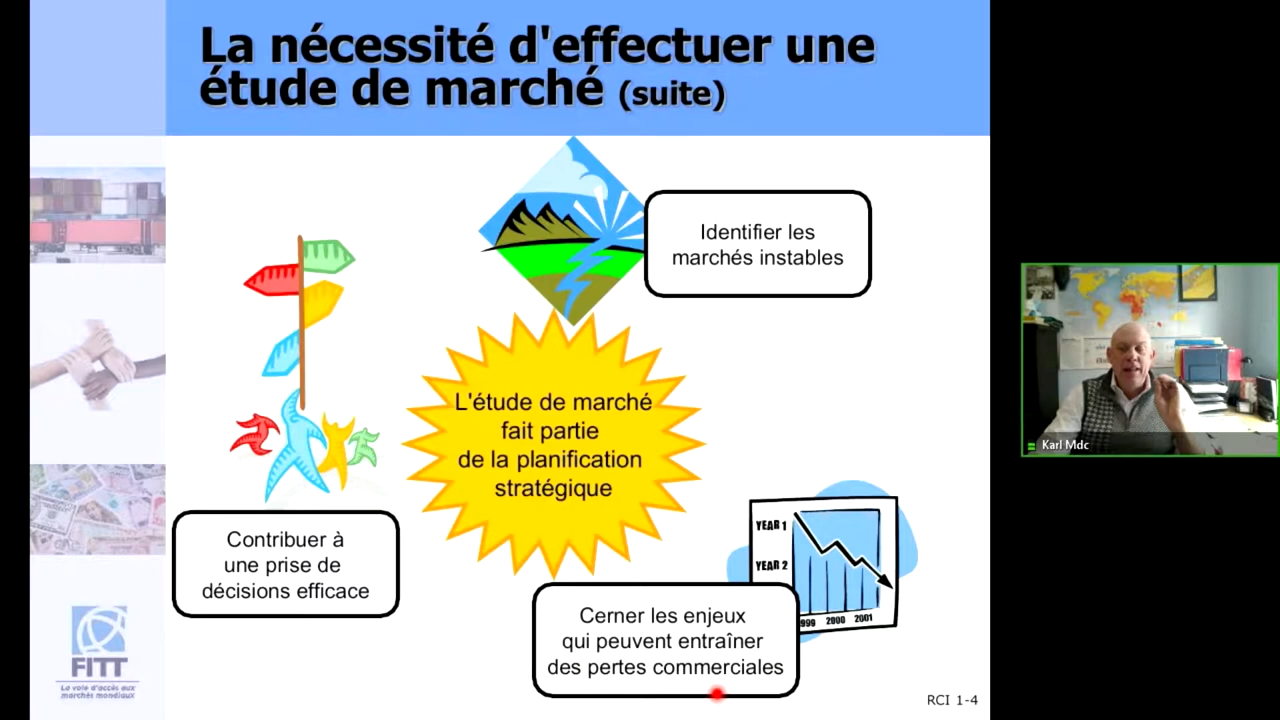 La nécessité d'effectuer une
étude de marché (suite)
Identifier les
marchés instables
L'étude de marché
fait partie
de la planification
stratégique
Contribuer à
une prise de
décisions efficace
YEAR 1
YEAR 2
999 2000 2001
Cerner les enjeux
qui peuvent entraîner
des pertes commerciales
FITT
La voie d'accès aux
marchés mondiaux
RCI 1-4
Karl Mdc